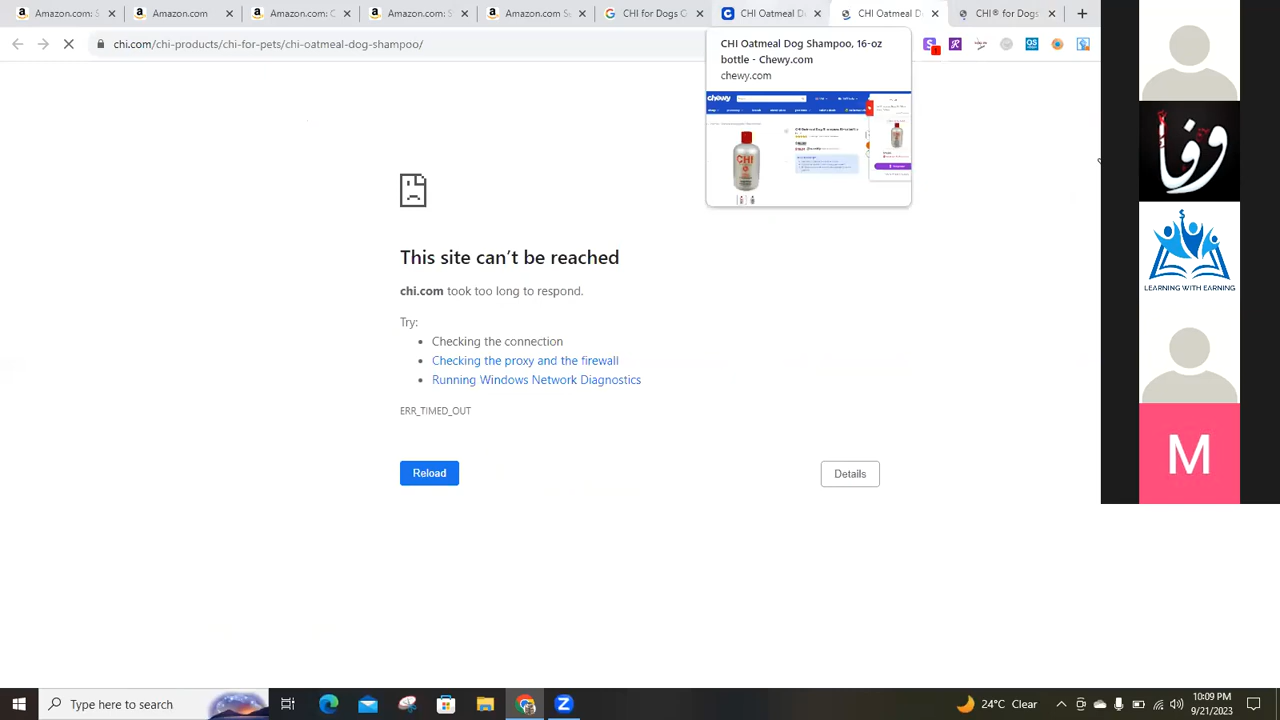 Amazon.com S
Amazon.com
Amazon.com: C
Amazon.com S
Amazon.com: S
CHI for Dogs C
CHI Oatmeal D
CHI Oatmeal D
CHI® for Dogs
chi.com/products/chi-for-pets/chi-oatmeal-dog-shampoo/
CHI Oatmeal Dog Shampoo, 16-oz
bottle - Chewy.com
chewy.com
chewy
CHI
This site can't be reached
chi.com took too long to respond.
Try:
Checking the connection
Checking the proxy and the firewall
Running Windows Network Diagnostics
ERR_TIMED_OUT
Reload
Details
وفا
LEARNING WITH EARNING
M
Type here to search
24°C Clear
10:09 PM
9/21/2023